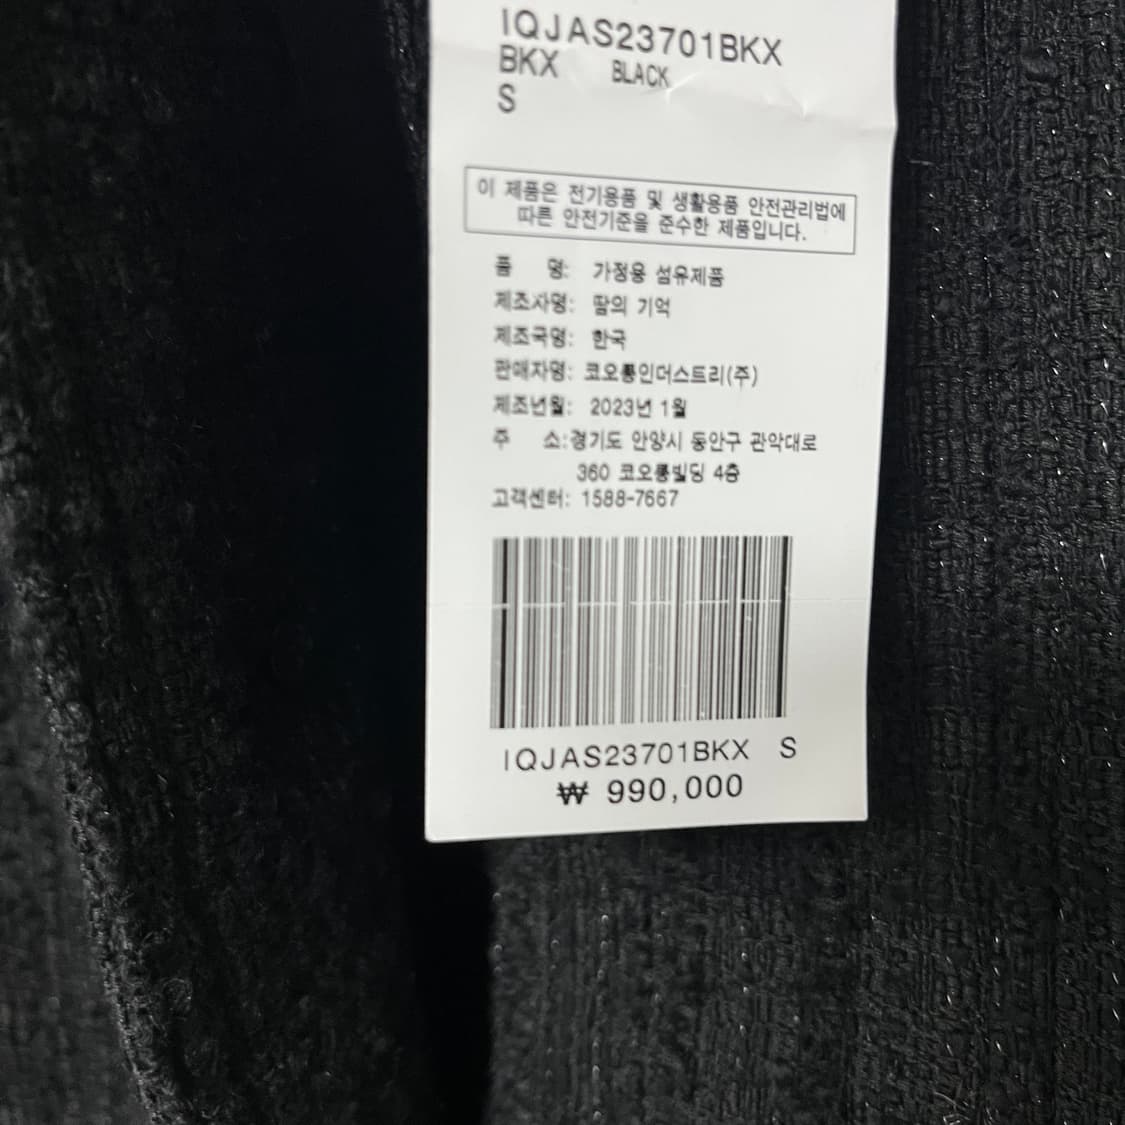 IQJAS23701BKX
BKX BLACK
S
이 제품은 전기용품 및 생활용품 안전관리법에
따른 안전기준을 준수한 제품입니다.
품 명: 가정용 섬유제품
제조자명: 땀의 기억
제조국명: 한국
판매자명: 코오롱인더스트리(주)
제조년월: 2023년 1월
주 소:경기도 안양시 동안구 관악대로
360 코오롱빌딩 4층
고객센터: 1588-7667
IQJAS23701BKX S
₩ 990,000